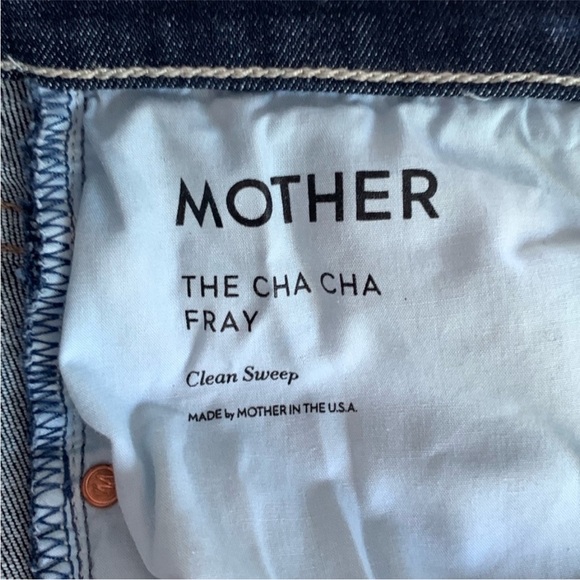 MOTHER
THE CHA CHA
FRAY
Clean Sweep
MADE by MOTHER IN THE U.S.A.